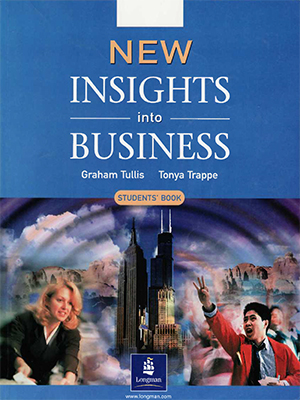 NEW
INSIGHTS
into
BUSINESS
Graham Tullis Tonya Trappe
STUDENTS' BOOK
Longman
www.longman.com